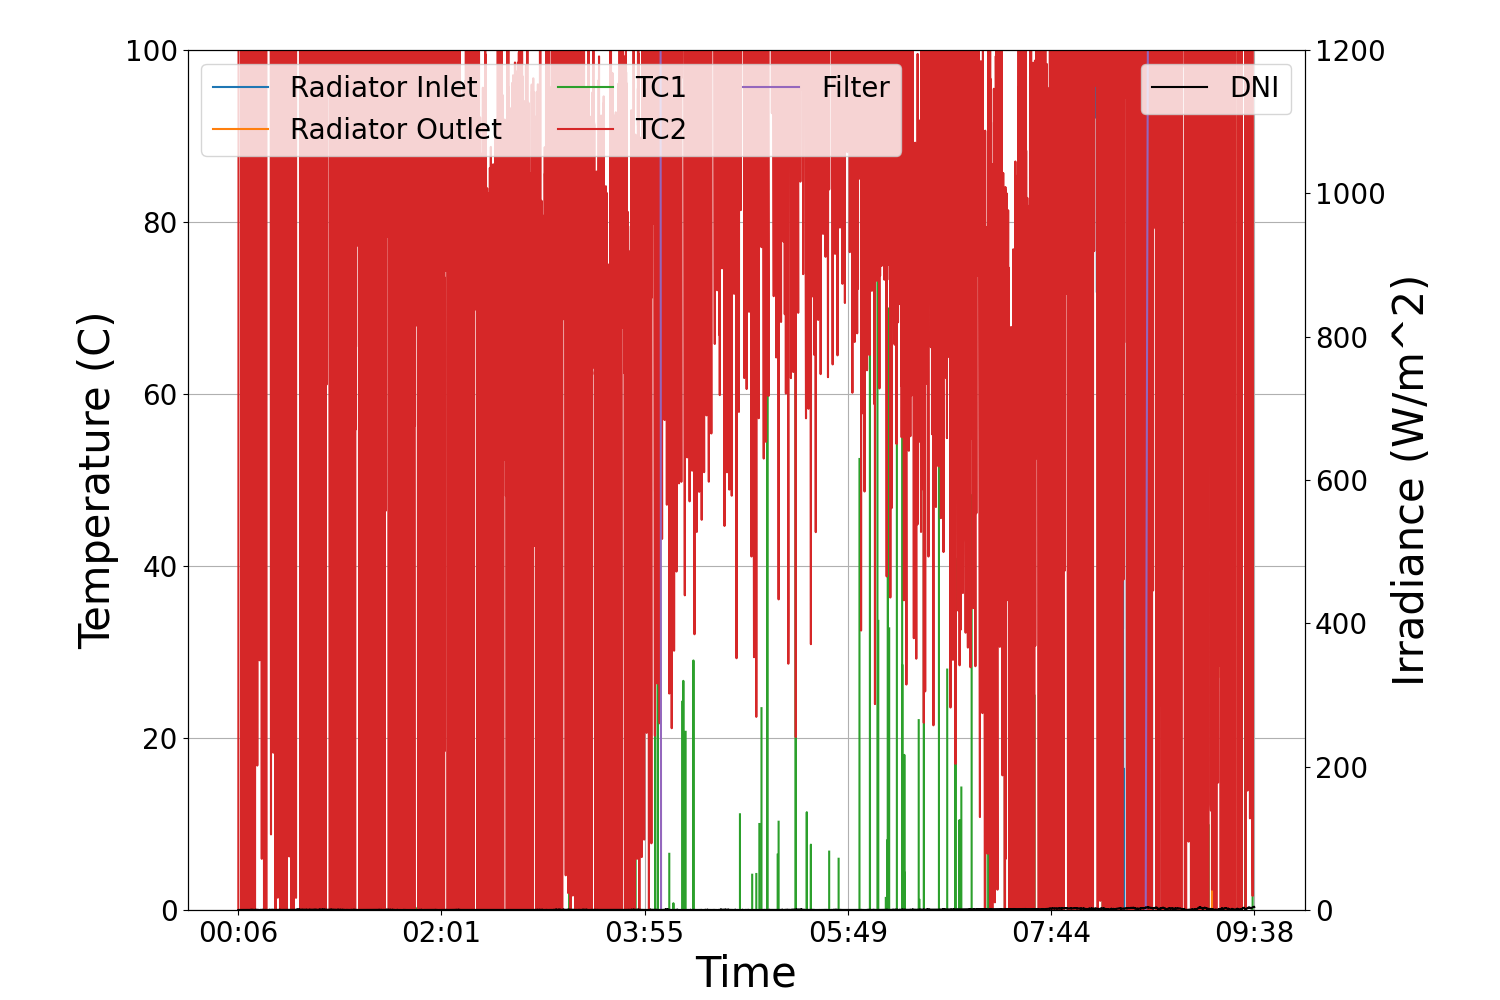 100
80
60
40
20
0
Temperature (C)
Radiator Inlet
Radiator Outlet
TC1
TC2
Filter
DNI
1200
1000
800
600
400
200
0
Irradiance (W/m^2)
00:06 02:01 03:55 05:49 07:44 09:38
Time